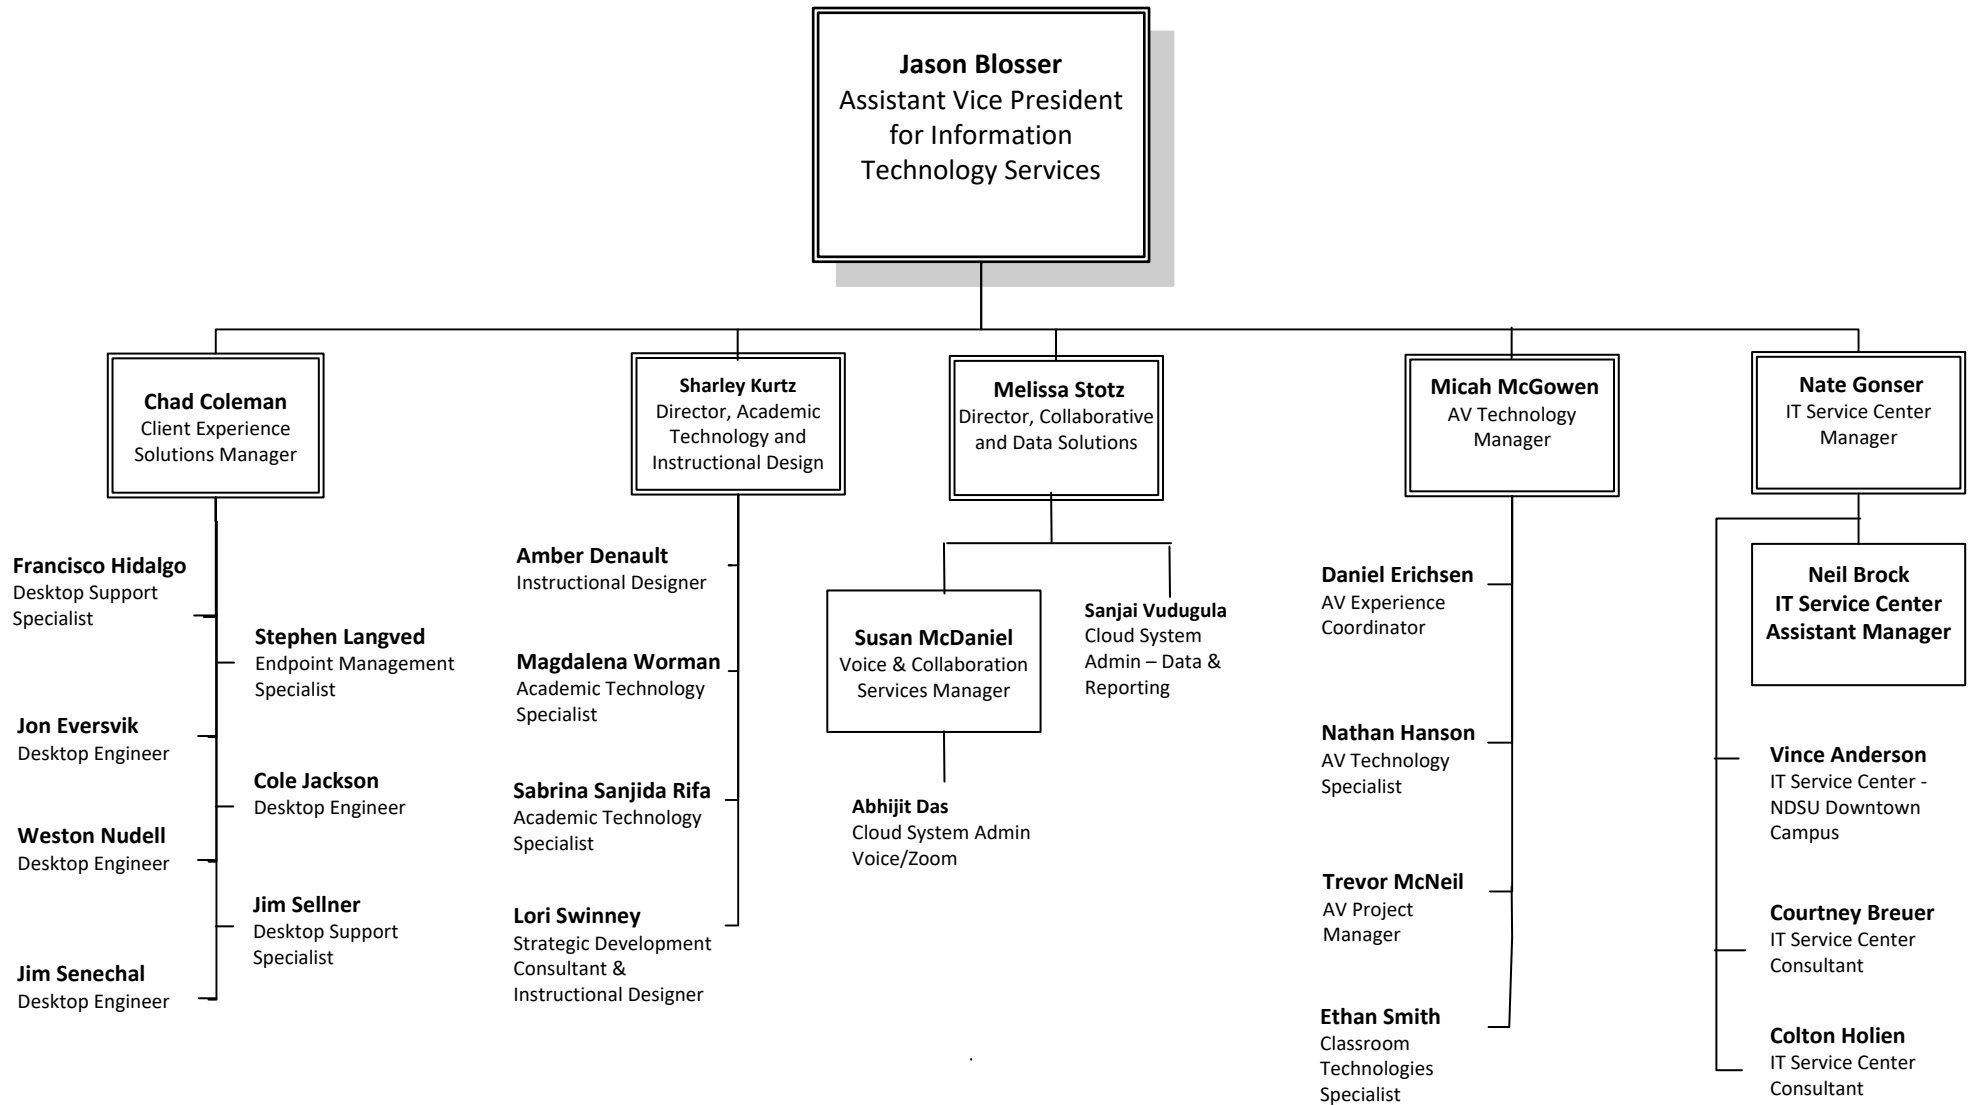 Jason Blosser
Assistant Vice President
for Information
Technology Services
Chad Coleman
Client Experience
Solutions Manager
Sharley Kurtz
Director, Academic
Technology and
Instructional Design
Melissa Stotz
Director, Collaborative
and Data Solutions
Micah McGowen
AV Technology
Manager
Nate Gonser
IT Service Center
Manager
Francisco Hidalgo
Desktop Support
Specialist
Stephen Langved
Endpoint Management
Specialist
Jon Eversvik
Desktop Engineer
Cole Jackson
Desktop Engineer
Weston Nudell
Desktop Engineer
Jim Sellner
Desktop Support
Specialist
Jim Senechal
Desktop Engineer
Amber Denault
Instructional Designer
Magdalena Worman
Academic Technology
Specialist
Sabrina Sanjida Rifa
Academic Technology
Specialist
Lori Swinney
Strategic Development
Consultant &
Instructional Designer
Susan McDaniel
Voice & Collaboration
Services Manager
Sanjai Vudugula
Cloud System
Admin – Data &
Reporting
Abhijit Das
Cloud System Admin
Voice/Zoom
Daniel Erichsen
AV Experience
Coordinator
Nathan Hanson
AV Technology
Specialist
Trevor McNeil
AV Project
Manager
Ethan Smith
Classroom
Technologies
Specialist
Neil Brock
IT Service Center
Assistant Manager
Vince Anderson
IT Service Center -
NDSU Downtown
Campus
Courtney Breuer
IT Service Center
Consultant
Colton Holien
IT Service Center
Consultant
.